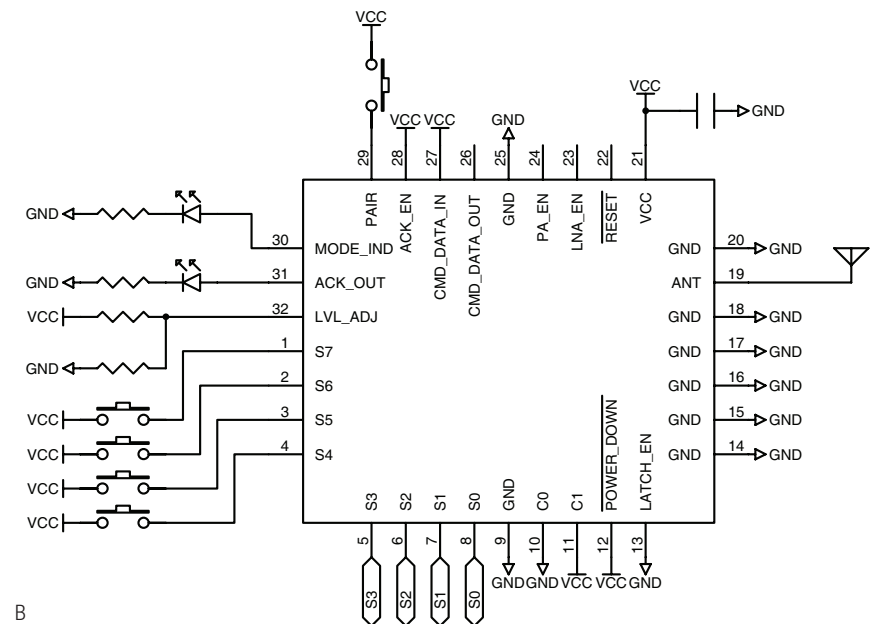 VCC
VCC
VCC VCC
GND
GND
29
28
27
26
25
24
23
22
21
PAIR
ACK_EN
CMD_DATA_IN
CMD_DATA_OUT
GND
PA_EN
LNA_EN
RESET
VCC
GND
30
MODE_IND
GND
20
GND
GND
31
ACK_OUT
ANT
19
VCC
32
LVL_ADJ
GND
18
GND
GND
1
S7
GND
17
GND
2
S6
GND
16
GND
VCC
3
S5
GND
15
GND
VCC
4
S4
GND
14
GND
VCC
VCC
S3
S2
S1
S0
GND
C0
C1
POWER_DOWN
LATCH_EN
5
6
7
8
9
10
11
12
13
GND GND VCC VCC GND
S3
S2
S1
S0
B